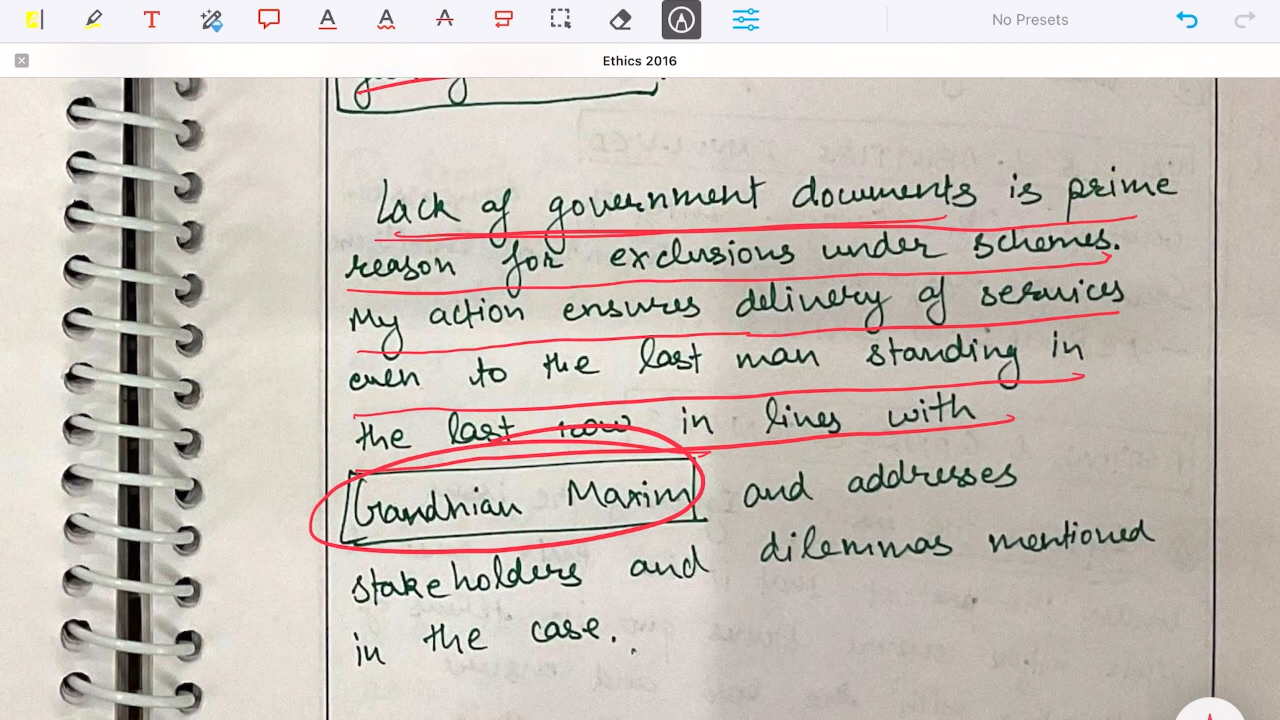 No Presets
Ethics 2016
Lack of government documents is prime
reason for exclusions under schemes.
My action ensures delivery of services
even to the last man standing in
the last row in lines with
Gandhian Maxim and addresses
stakeholders and dilemmas mentioned
in the case.